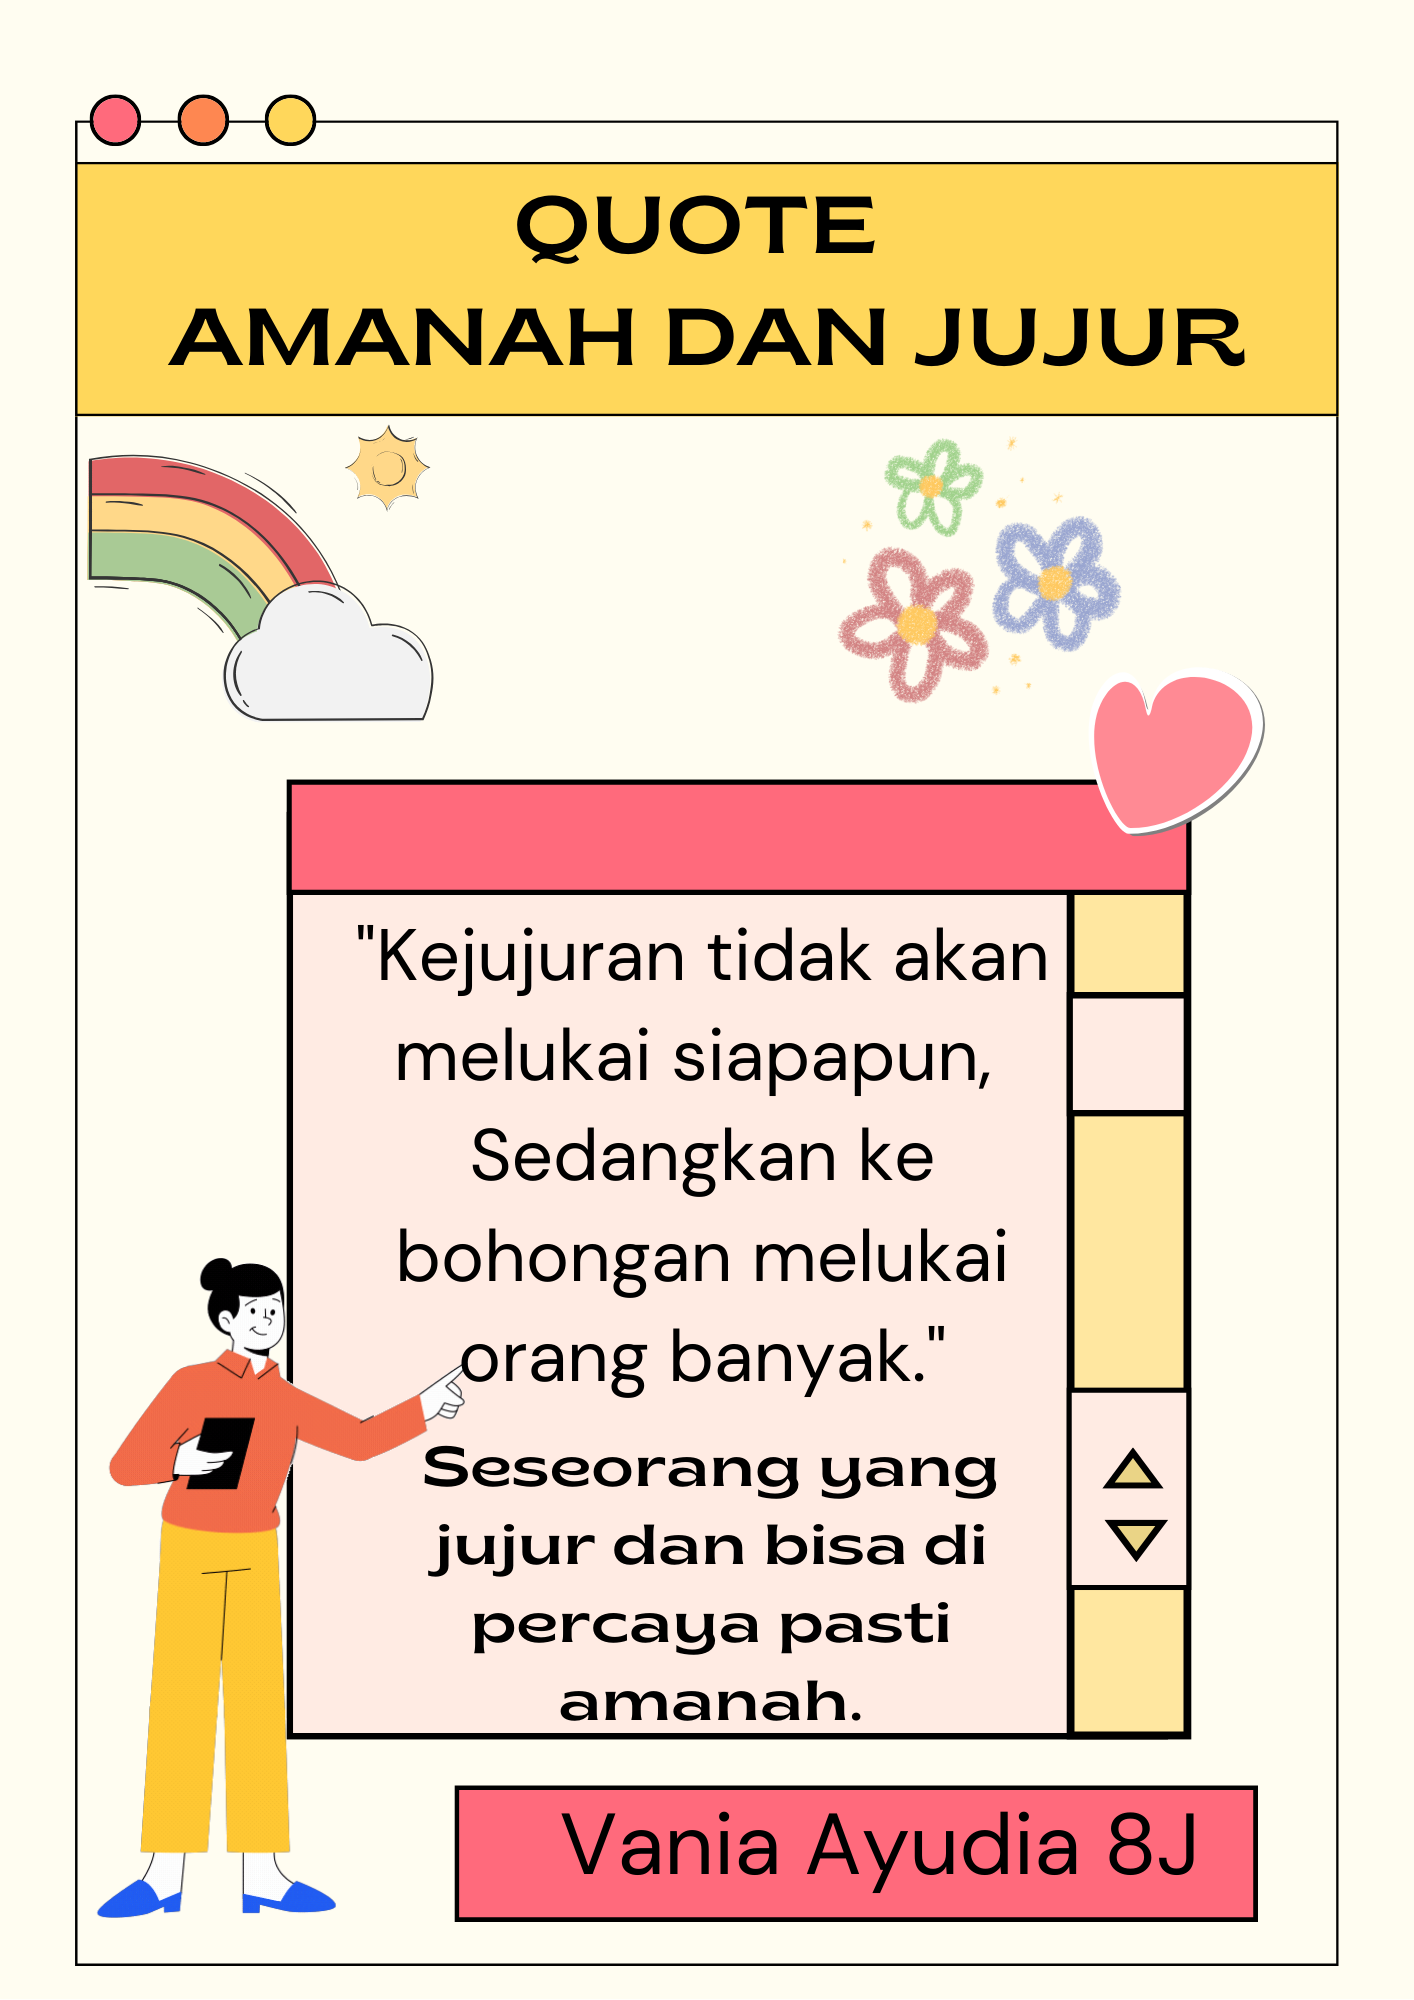 QUOTE
AMANAH DAN JUJUR
"Kejujuran tidak akan
melukai siapapun,
Sedangkan ke
bohongan melukai
orang banyak."
Seseorang yang
jujur dan bisa di
percaya pasti
amanah.
Vania Ayudia 8J